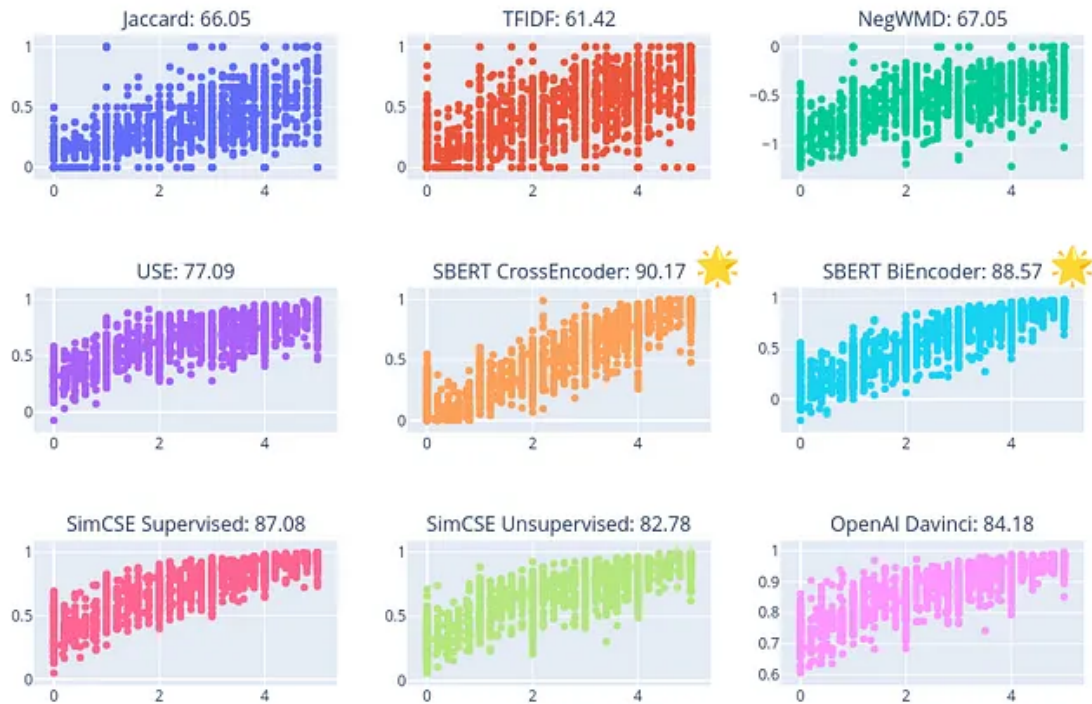 Jaccard: 66.05
TFIDF: 61.42
NegWMD: 67.05
1
0.5
0
0 2 4
1
0.5
0
0 2 4
0
−0.5
−1
0 2 4
USE: 77.09
SBERT CrossEncoder: 90.17
SBERT BiEncoder: 88.57
1
0.5
0
0 2 4
1
0.5
0
0 2 4
1
0.5
0
0 2 4
SimCSE Supervised: 87.08
SimCSE Unsupervised: 82.78
OpenAI Davinci: 84.18
1
0.5
0
0 2 4
1
0.5
0
0 2 4
1
0.9
0.8
0.7
0.6
0 2 4